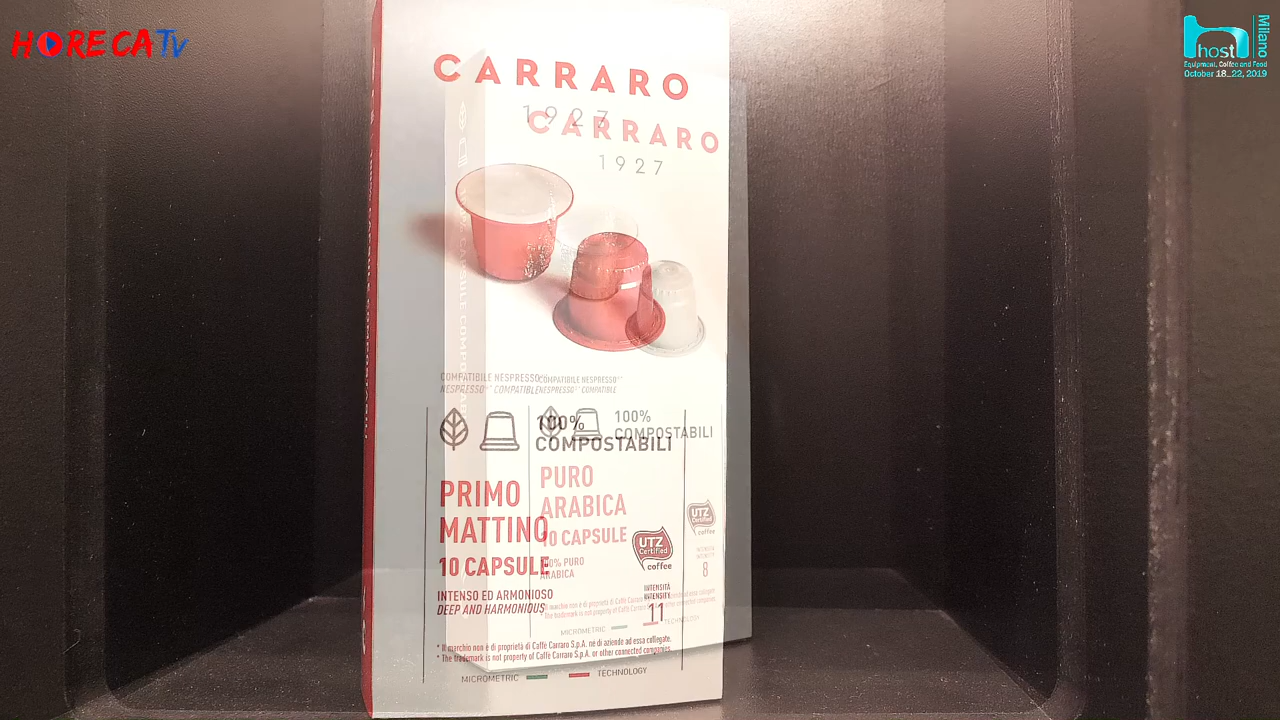 HORECATV
host
Milano
Equipment, Coffee and Food
October 18_22, 2019
CARRARO
1927
CARRARO
1927
COMPATIBILE NESPRESSO**
NESPRESSO** COMPATIBLE
COMPATIBILE NESPRESSO**
NESPRESSO** COMPATIBLE
100%
COMPOSTABILI
100%
COMPOSTABILI
PRIMO
MATTINO
10 CAPSULE
INTENSO ED ARMONIOSO
DEEP AND HARMONIOUS
PURO
ARABICA
10 CAPSULE
100% PURO
ARABICA
UTZ
Certified
coffee
INTENSITÀ
INTENSITY
11
UTZ
Certified
coffee
INTENSITÀ
INTENSITY
8
* Il marchio non è di proprietà di Caffè Carraro S.p.A. né di aziende ad essa collegate.
* The trademark is not property of Caffè Carraro S.p.A. or other connected companies.
MICROMETRIC TECHNOLOGY
MICROMETRIC TECHNOLOGY